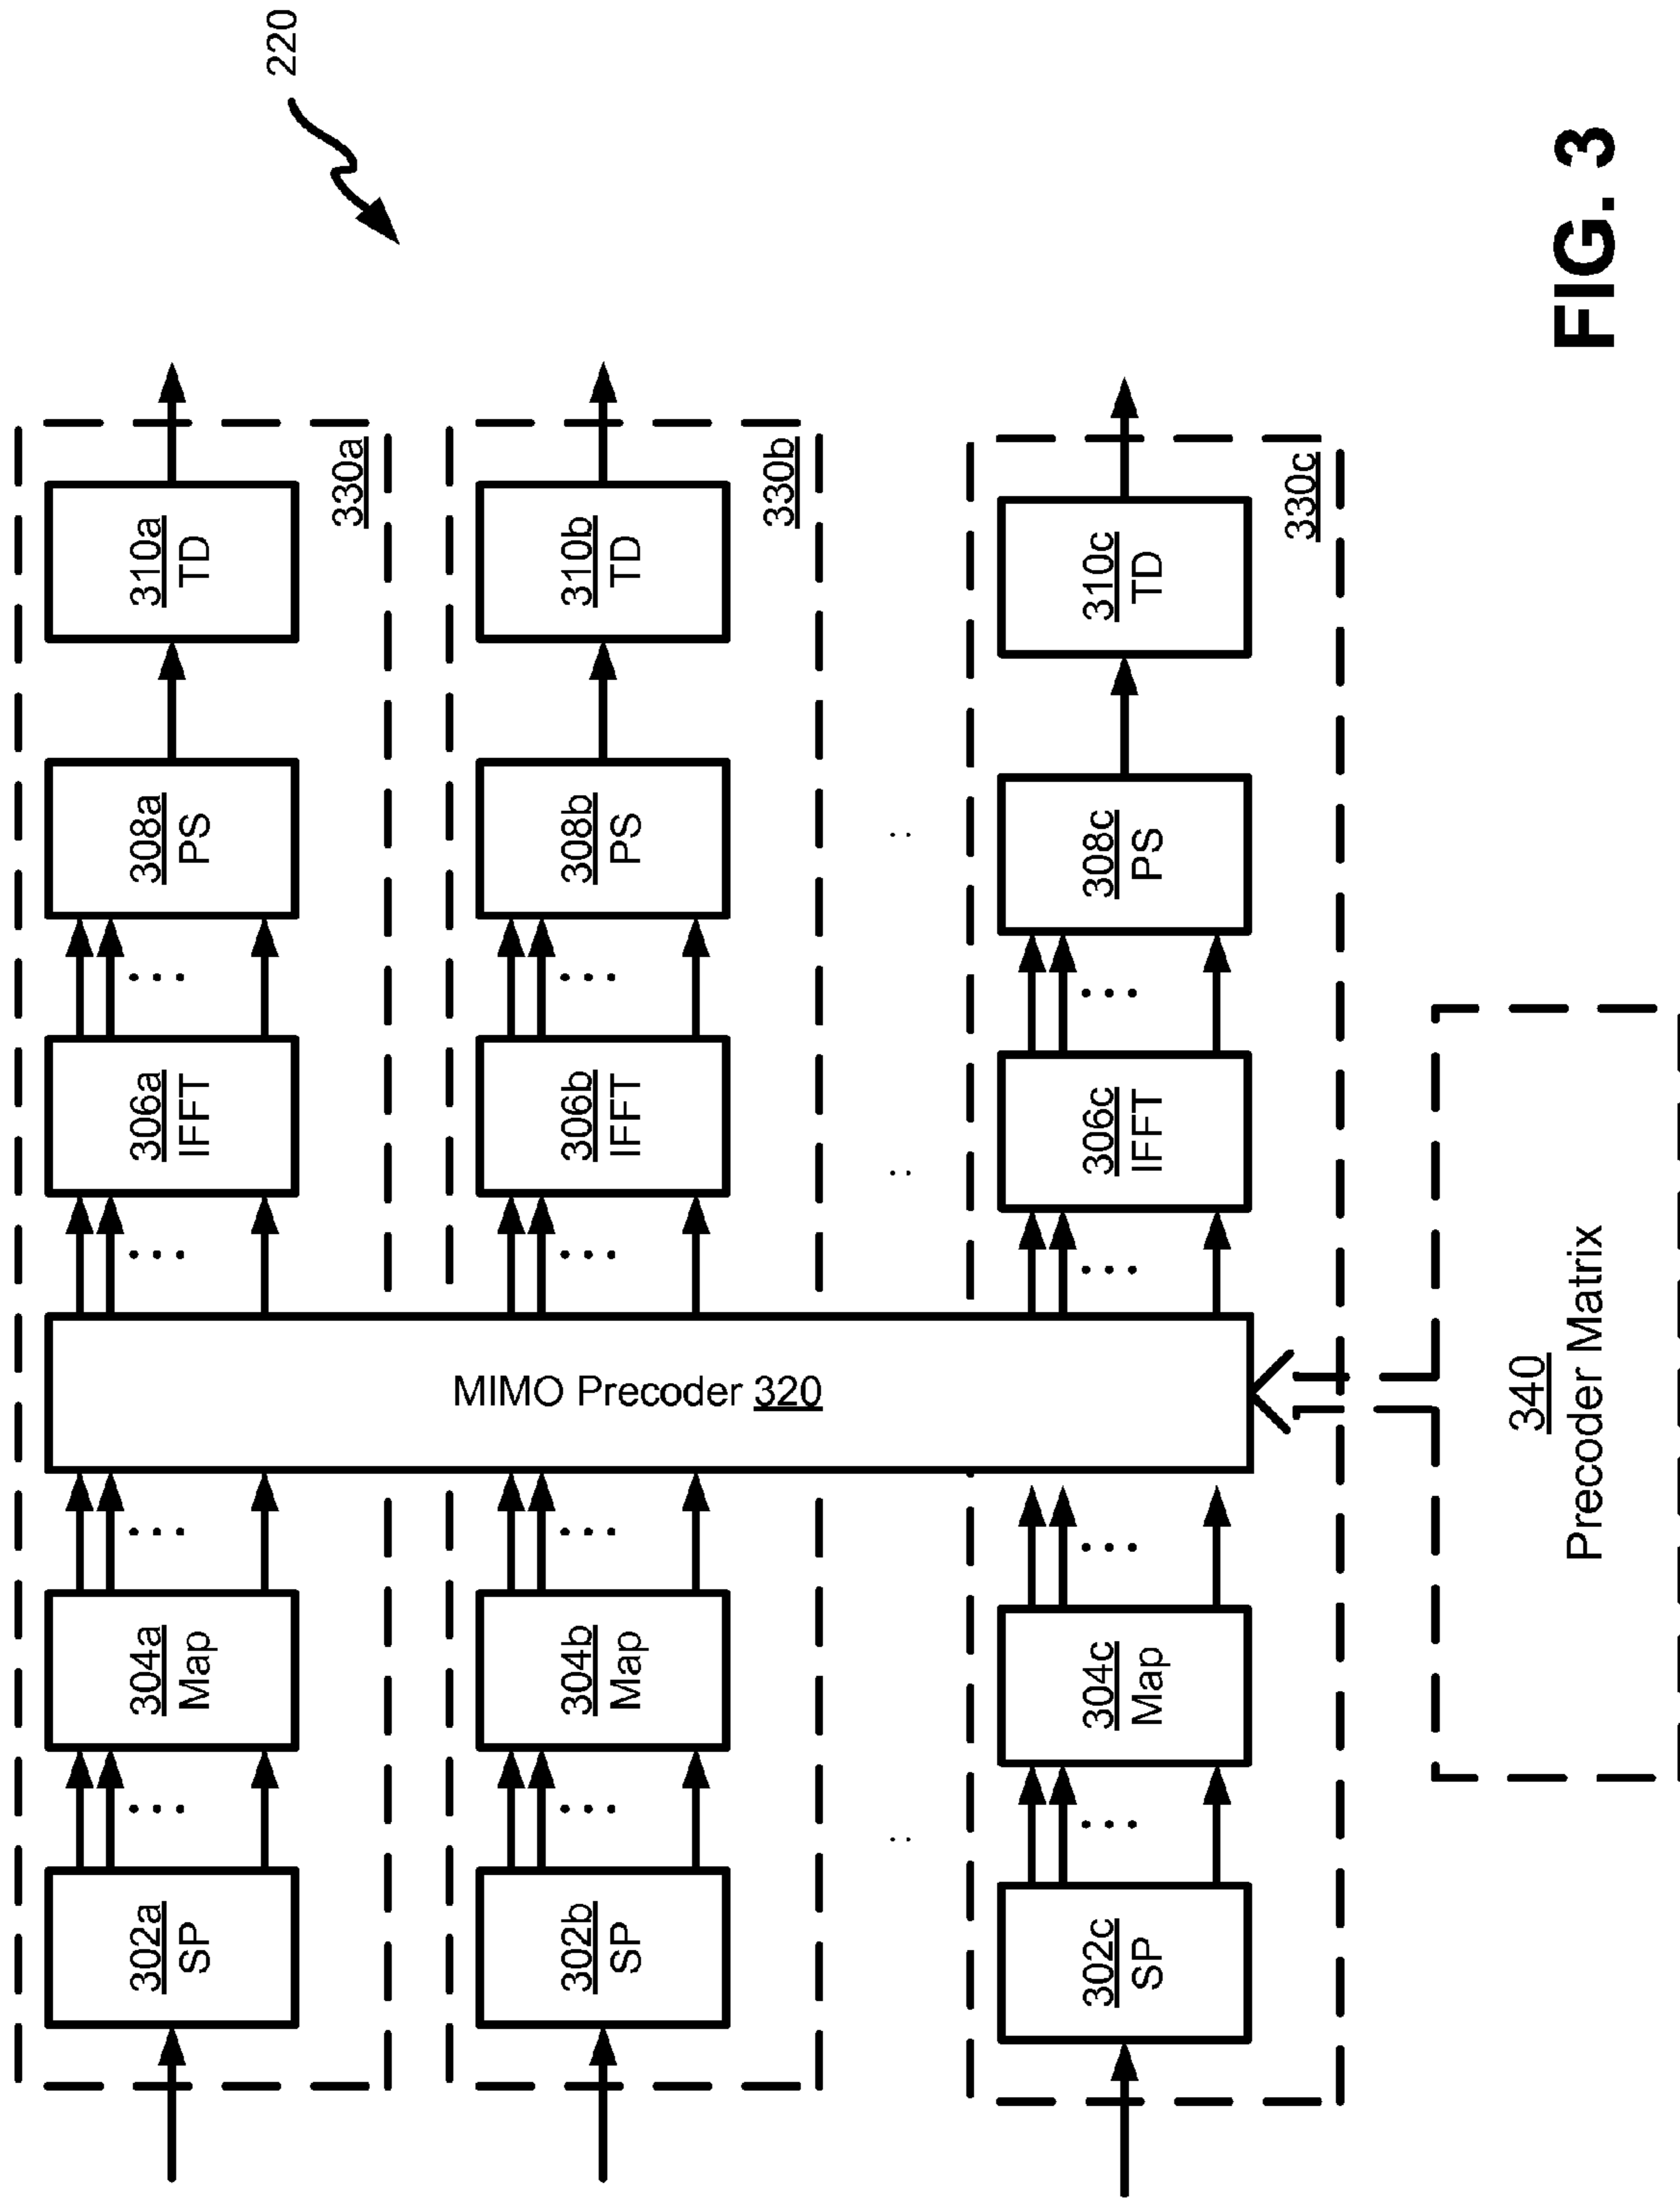 220
302a
SP
304a
Map
306a
IFFT
308a
PS
310a
TD
330a
302b
SP
304b
Map
306b
IFFT
308b
PS
310b
TD
330b
MIMO Precoder 320
302c
SP
304c
Map
306c
IFFT
308c
PS
310c
TD
330c
340
Precoder Matrix
FIG. 3